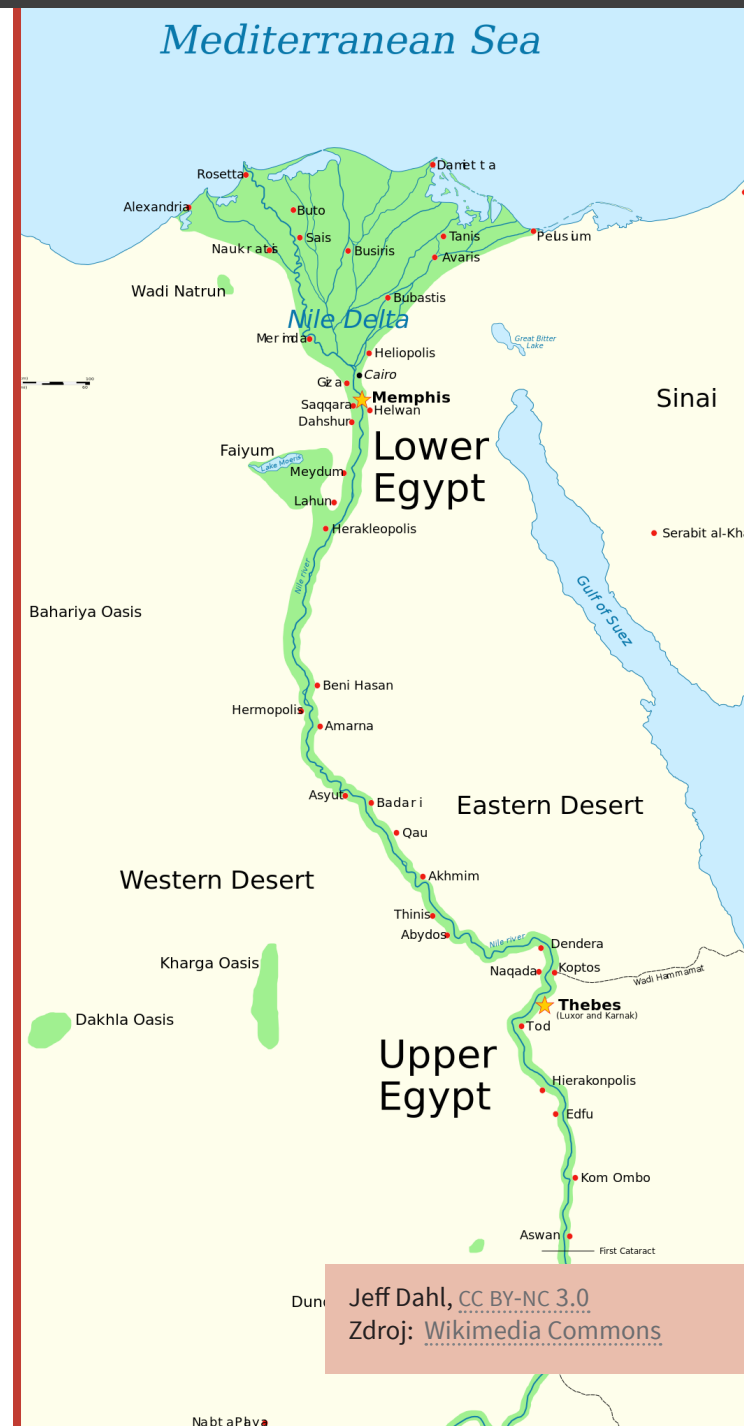 Mediterranean Sea
Damietta
Rosetta
Alexandria
Buto
Sais
Tanis
Pelusium
Naukratis
Busiris
Avaris
Wadi Natrun
Bubastis
Nile Delta
Merimda
Great Bitter
Lake
Heliopolis
Cairo
Giza
Memphis
Saqqara
Helwan
Sinai
Dahshur
Lower
Egypt
Faiyum
Lake Moeris
Meydum
Lahun
Herakleopolis
Serabit al-Kha
Nile river
Gulf of Suez
Bahariya Oasis
Beni Hasan
Hermopolis
Amarna
Asyut
Badari
Eastern Desert
Qau
Western Desert
Akhmim
Thinis
Abydos
Nile river
Dendera
Kharga Oasis
Naqada
Koptos
Wadi Hammamat
Thebes
(Luxor and Karnak)
Dakhla Oasis
Tod
Upper
Egypt
Hierakonpolis
Edfu
Kom Ombo
Aswan
First Cataract
Jeff Dahl, CC BY-NC 3.0
Dun
Zdroj: Wikimedia Commons
Nabta Playa